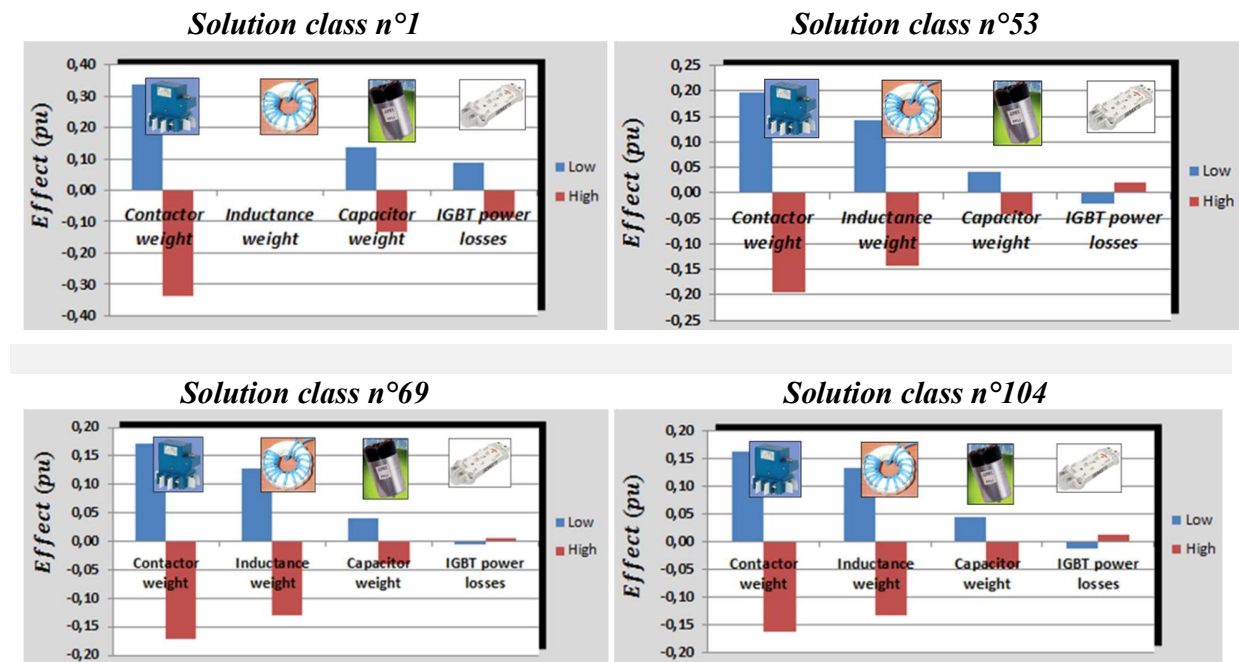 Solution class n°1
Solution class n°53
0,40
0,30
0,20
0,10
0,00
-0,10
-0,20
-0,30
-0,40
Effect (pu)
Contactor weight
Inductance weight
Capacitor weight
IGBT power losses
Low
High
0,25
0,20
0,15
0,10
0,05
0,00
-0,05
-0,10
-0,15
-0,20
-0,25
Effect (pu)
Contactor weight
Inductance weight
Capacitor weight
IGBT power losses
Low
High
Solution class n°69
Solution class n°104
0,20
0,15
0,10
0,05
0,00
-0,05
-0,10
-0,15
-0,20
Effect (pu)
Contactor weight
Inductance weight
Capacitor weight
IGBT power losses
Low
High
0,20
0,15
0,10
0,05
0,00
-0,05
-0,10
-0,15
-0,20
Effect (pu)
Contactor weight
Inductance weight
Capacitor weight
IGBT power losses
Low
High